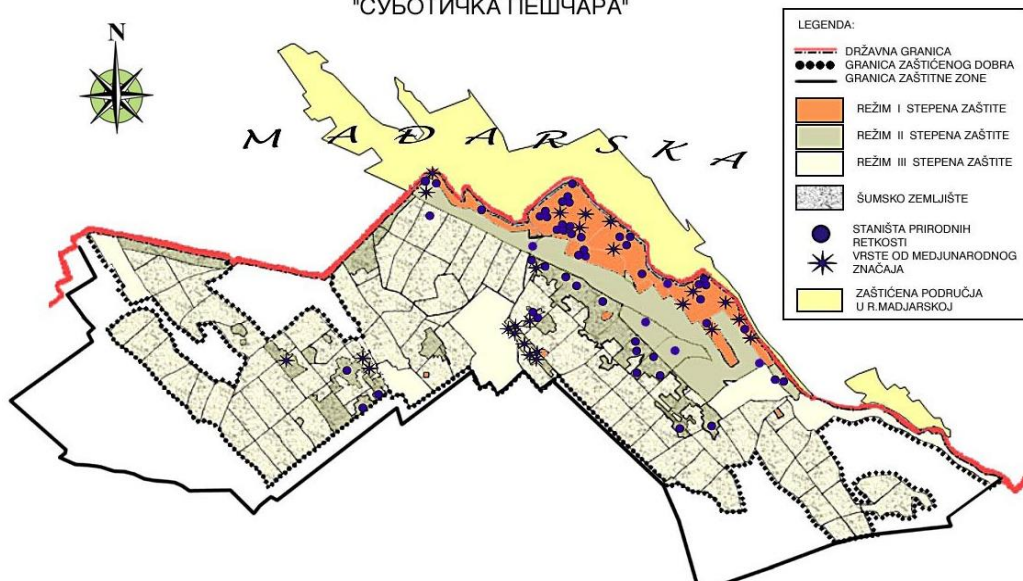 "СУБОТИЧКА ПЕШЧАРА"
N
MAĐARSKA
LEGENDA:
DRŽAVNA GRANICA
GRANICA ZAŠTIĆENOG DOBRA
GRANICA ZAŠTITNE ZONE
REŽIM I STEPENA ZAŠTITE
REŽIM II STEPENA ZAŠTITE
REŽIM III STEPENA ZAŠTITE
ŠUMSKO ZEMLJIŠTE
STANIŠTA PRIRODNIH
RETKOSTI
VRSTE OD MEDJUNARODNOG
ZNAČAJA
ZAŠTIĆENA PODRUČJA
U R.MADJARSKOJ